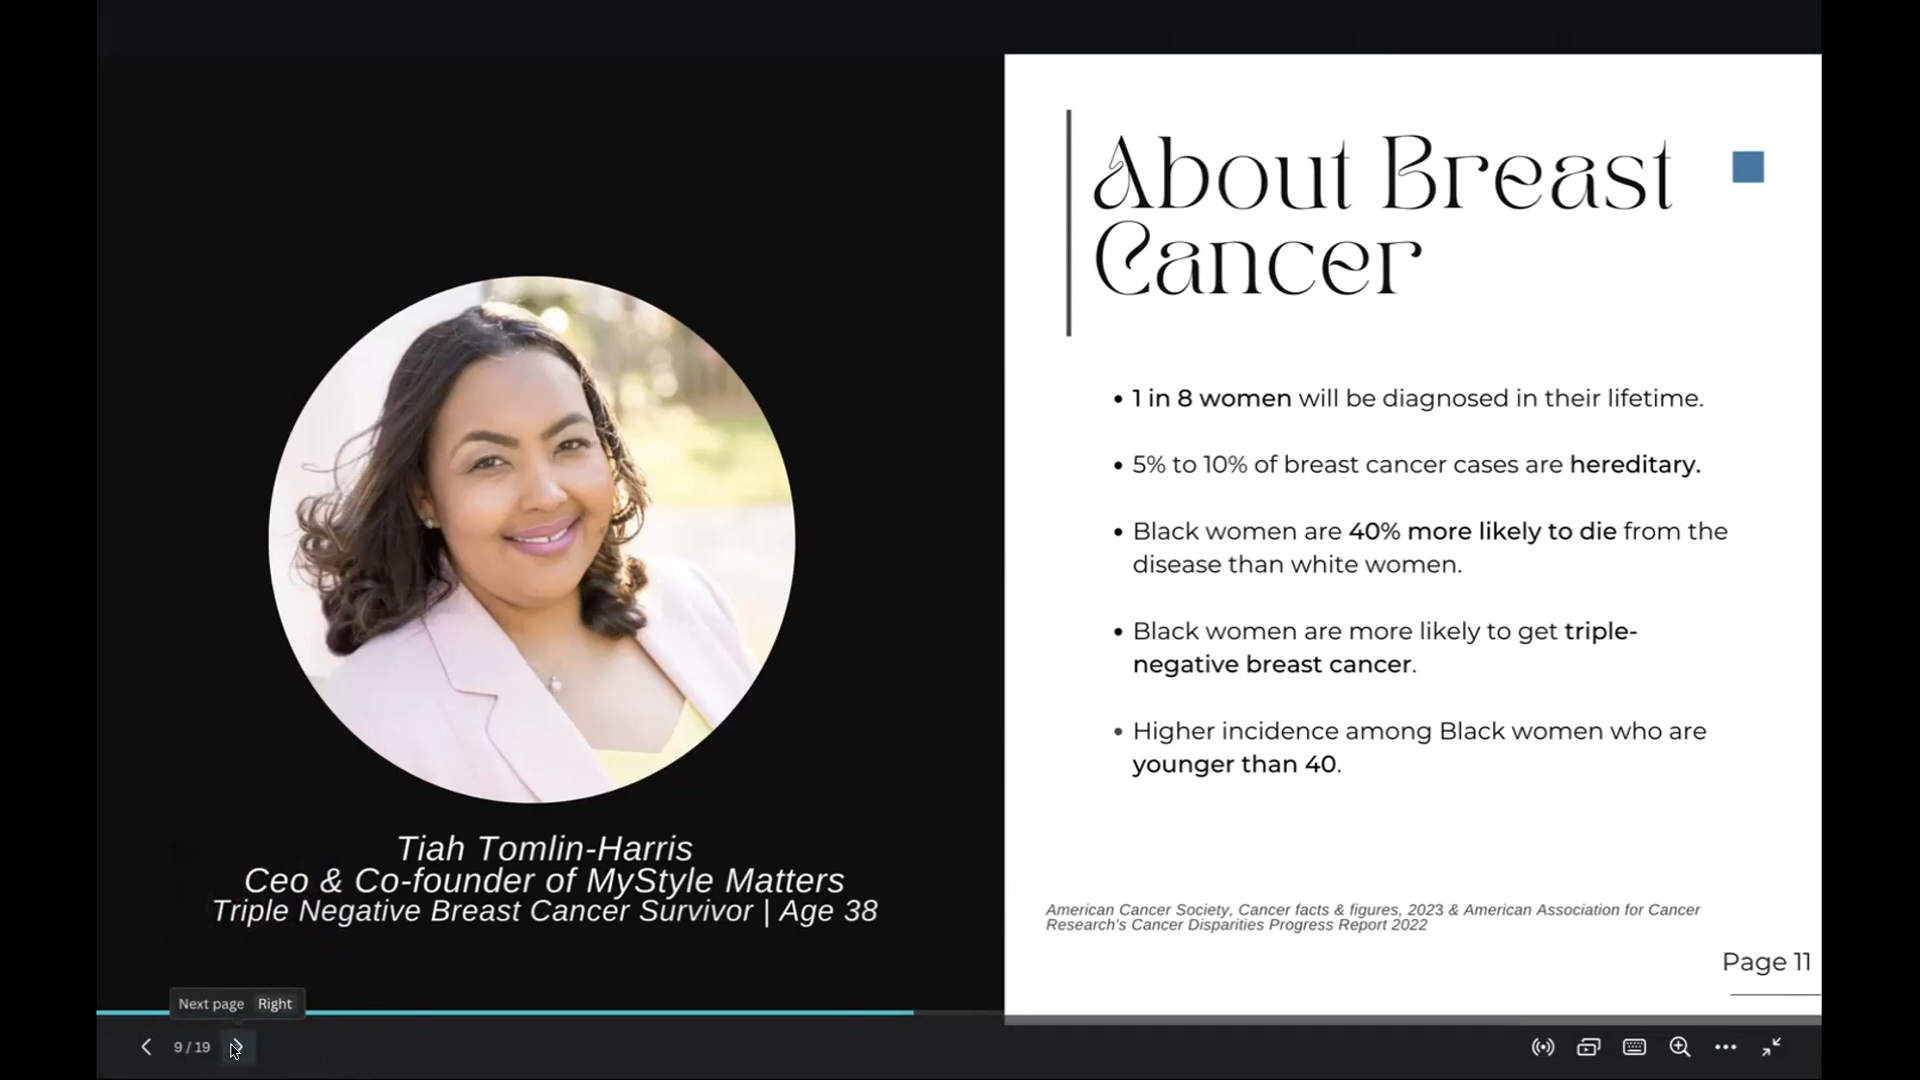 About Breast
Cancer
• 1 in 8 women will be diagnosed in their lifetime.
• 5% to 10% of breast cancer cases are hereditary.
• Black women are 40% more likely to die from the
disease than white women.
• Black women are more likely to get triple-
negative breast cancer.
• Higher incidence among Black women who are
younger than 40.
Tiah Tomlin-Harris
Ceo & Co-founder of MyStyle Matters
Triple Negative Breast Cancer Survivor | Age 38
American Cancer Society, Cancer facts & figures, 2023 & American Association for Cancer
Research's Cancer Disparities Progress Report 2022
Page 11
Next page Right
9 / 19